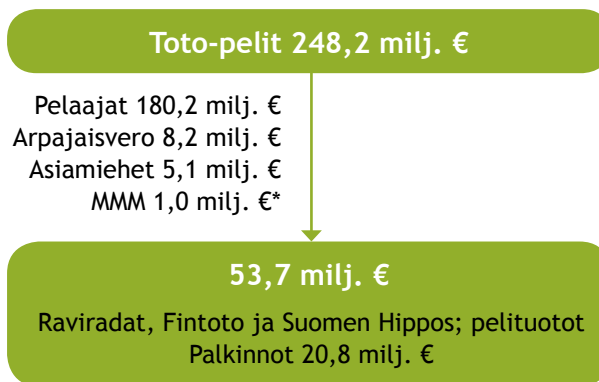 Toto-pelit 248,2 milj. €
Pelaajat 180,2 milj. €
Arpajaisvero 8,2 milj. €
Asiamiehet 5,1 milj. €
MMM 1,0 milj. €*
53,7 milj. €
Raviradat, Fintoto ja Suomen Hippos; pelituotot
Palkinnot 20,8 milj. €